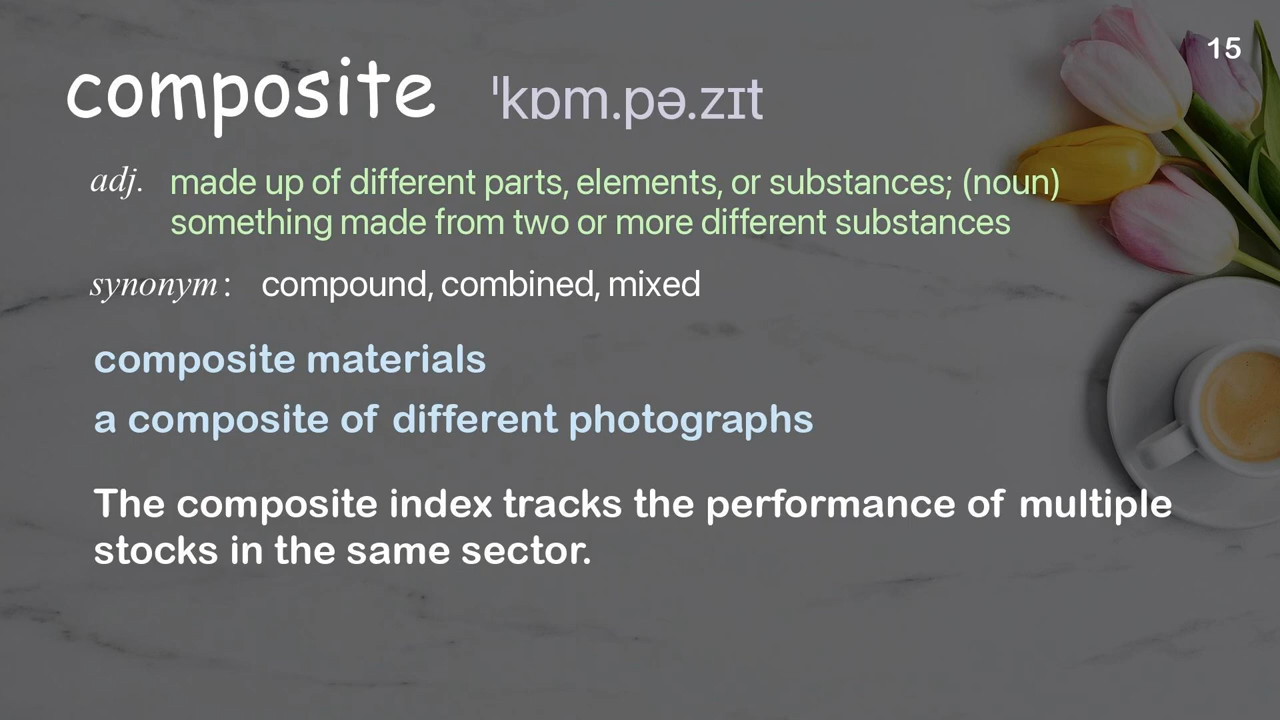 15
composite ˈkɒm.pə.zɪt
adj. made up of different parts, elements, or substances; (noun)
something made from two or more different substances
synonym: compound, combined, mixed
composite materials
a composite of different photographs
The composite index tracks the performance of multiple
stocks in the same sector.